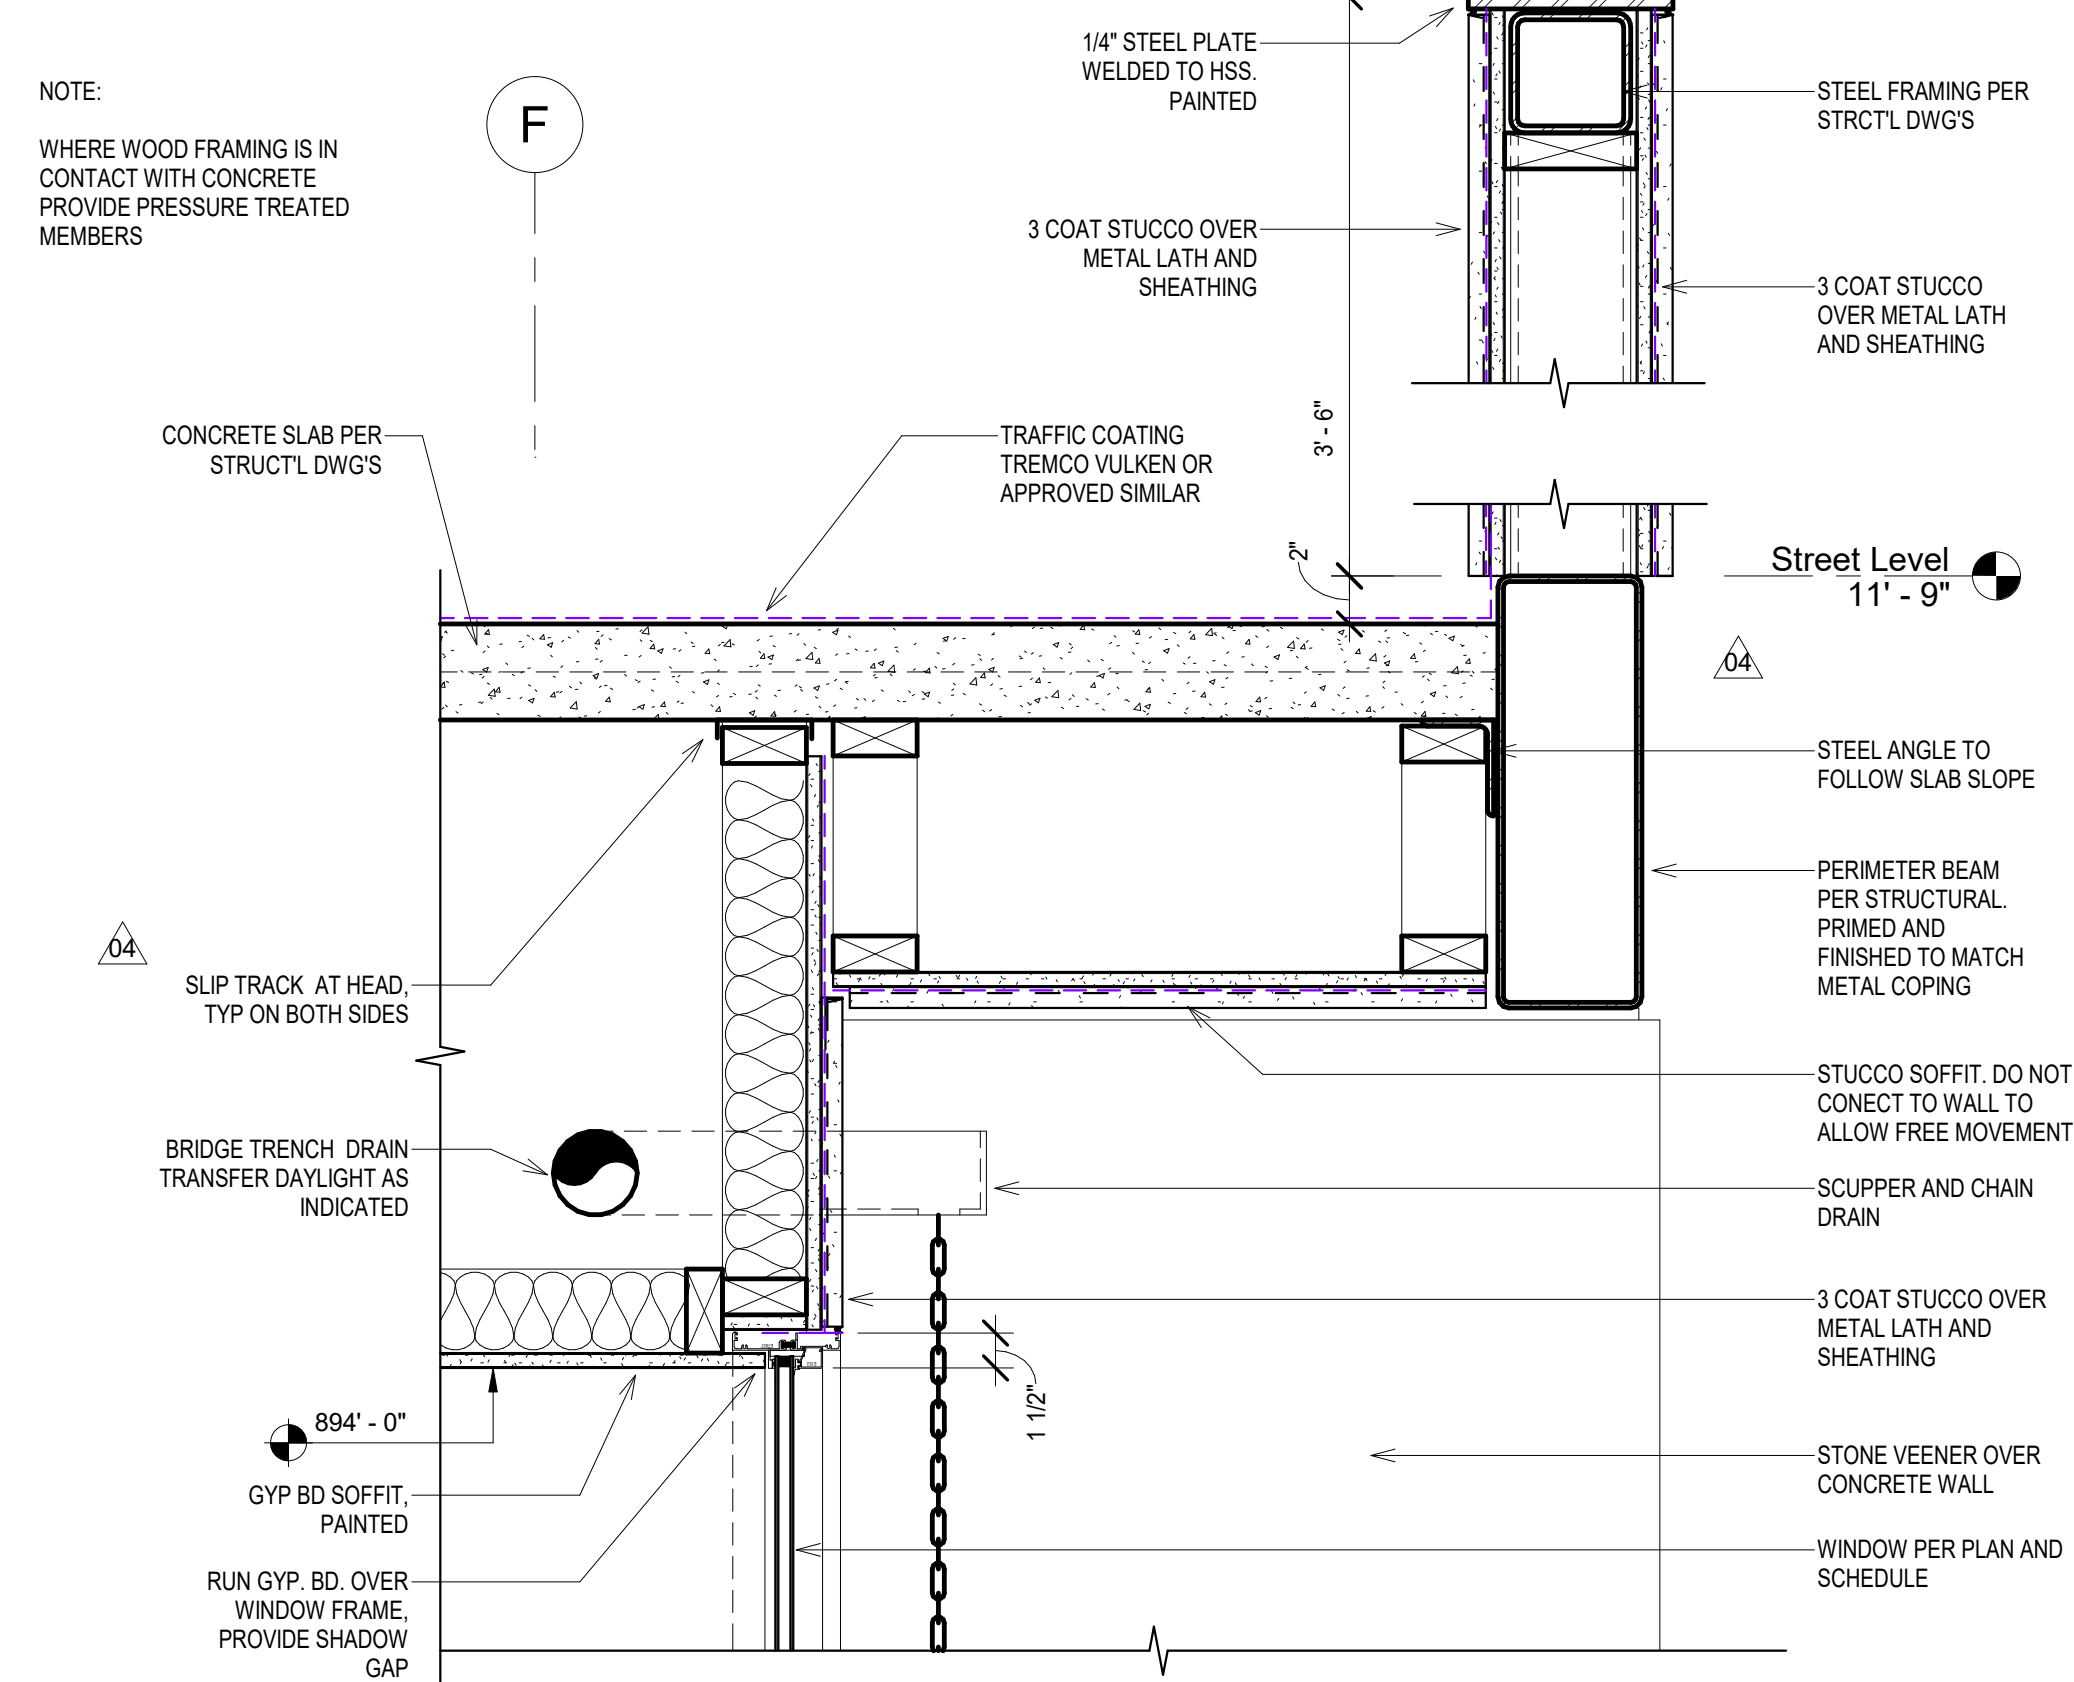 NOTE:
WHERE WOOD FRAMING IS IN
CONTACT WITH CONCRETE
PROVIDE PRESSURE TREATED
MEMBERS
F
1/4" STEEL PLATE
WELDED TO HSS.
PAINTED
STEEL FRAMING PER
STRCT'L DWG'S
3 COAT STUCCO OVER
METAL LATH AND
SHEATHING
3 COAT STUCCO
OVER METAL LATH
AND SHEATHING
CONCRETE SLAB PER
STRUCT'L DWG'S
TRAFFIC COATING
TREMCO VULKEN OR
APPROVED SIMILAR
3' - 6"
2"
Street Level
11' - 9"
04
STEEL ANGLE TO
FOLLOW SLAB SLOPE
PERIMETER BEAM
PER STRUCTURAL.
PRIMED AND
FINISHED TO MATCH
METAL COPING
04
SLIP TRACK AT HEAD,
TYP ON BOTH SIDES
STUCCO SOFFIT. DO NOT
CONECT TO WALL TO
ALLOW FREE MOVEMENT
BRIDGE TRENCH DRAIN
TRANSFER DAYLIGHT AS
INDICATED
SCUPPER AND CHAIN
DRAIN
3 COAT STUCCO OVER
METAL LATH AND
SHEATHING
1 1/2"
894' - 0"
GYP BD SOFFIT,
PAINTED
STONE VEENER OVER
CONCRETE WALL
RUN GYP. BD. OVER
WINDOW FRAME,
PROVIDE SHADOW
GAP
WINDOW PER PLAN AND
SCHEDULE